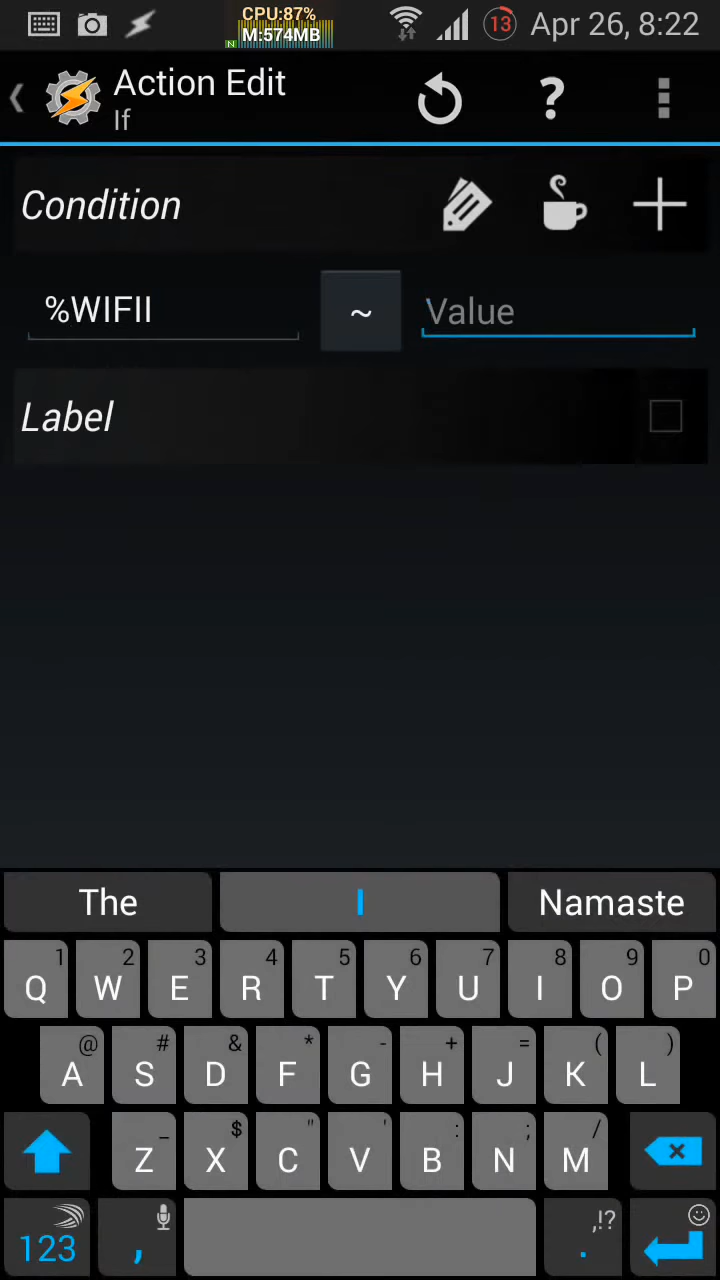 CPU:87%
M:574MB
N
13
Apr 26, 8:22
Action Edit
If
?
Condition
%WIFII
~
Value
Label
The
I
Namaste
1 2 3 4 5 6 7 8 9 0
Q W E R T Y U I O P
@ # & * - + = ( )
A S D F G H J K L
_ $ " ' : ; /
Z X C V B N M
,!?
123 , .